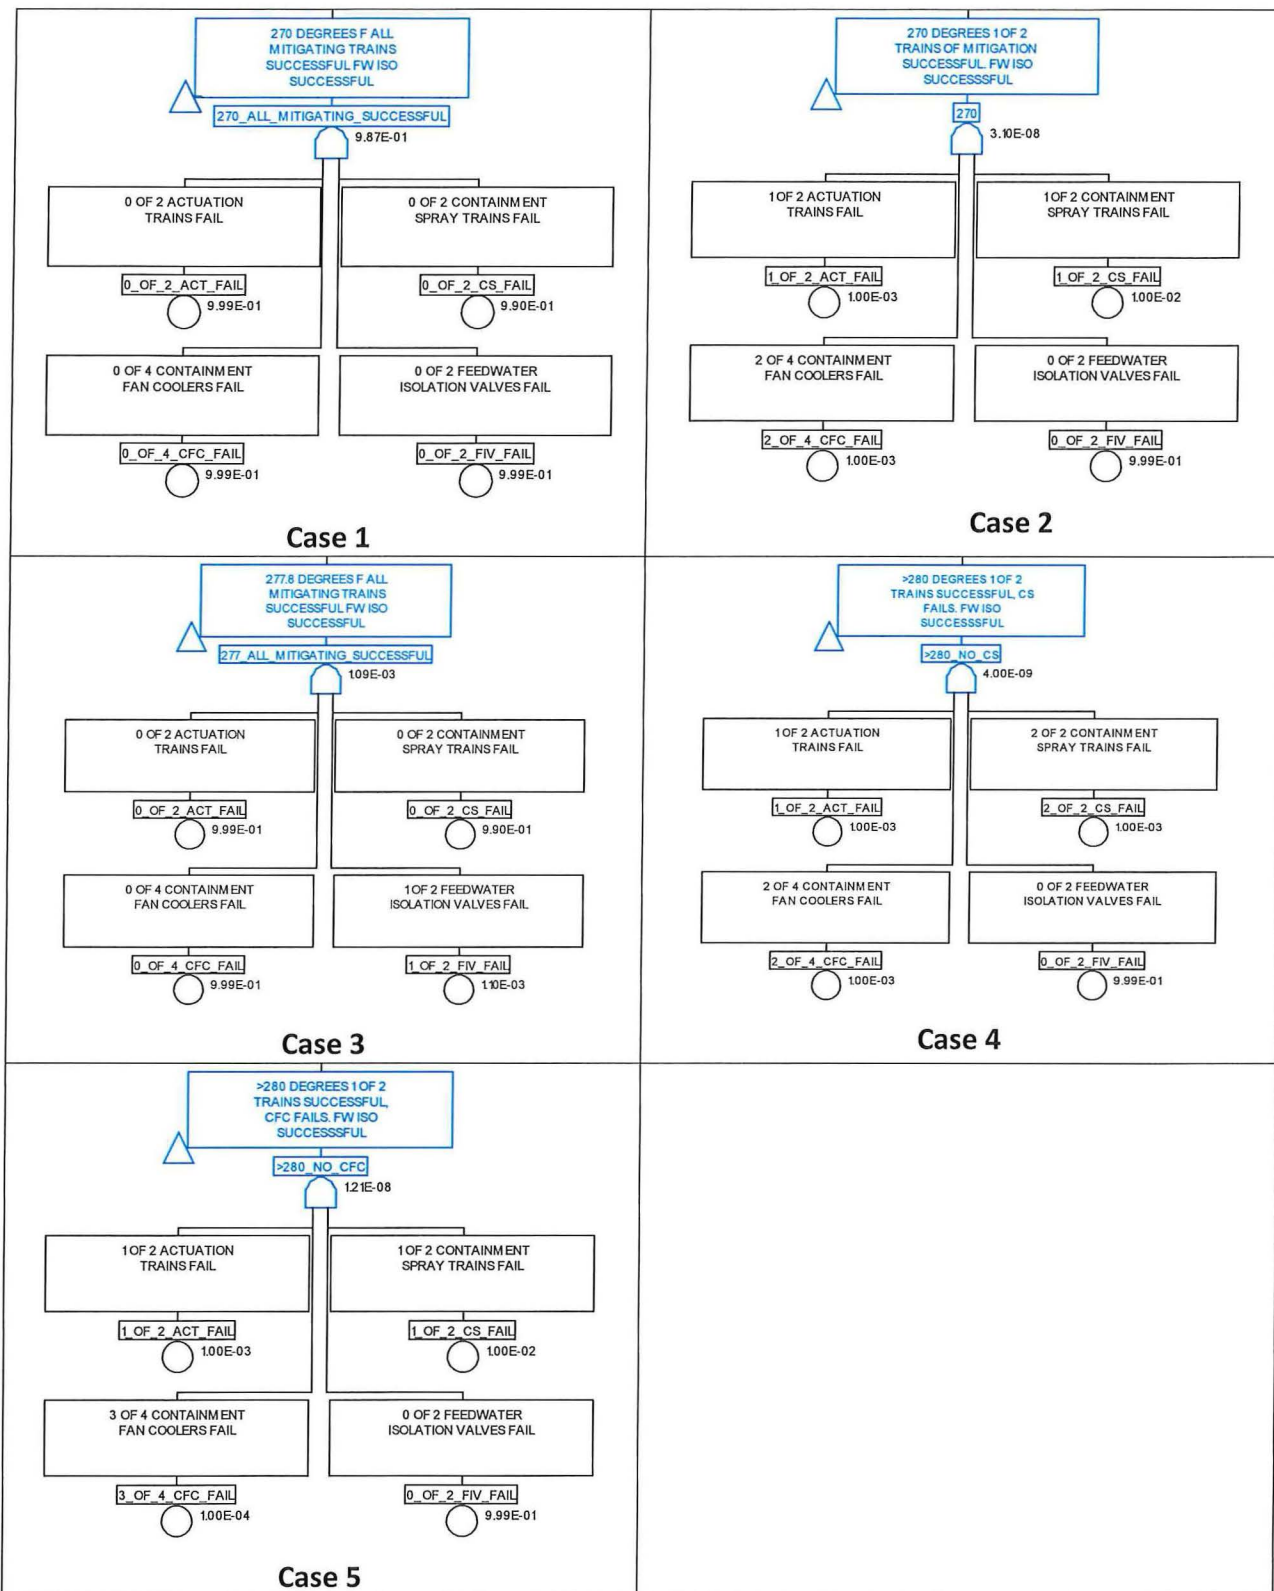 270 DEGREES F ALL
MITIGATING TRAINS
SUCCESSFUL FW ISO
SUCCESSFUL
270_ALL_MITIGATING_SUCCESSFUL
9.87E-01
0 OF 2 ACTUATION
TRAINS FAIL
0_OF_2_ACT_FAIL
9.99E-01
0 OF 2 CONTAINMENT
SPRAY TRAINS FAIL
0_OF_2_CS_FAIL
9.90E-01
0 OF 4 CONTAINMENT
FAN COOLERS FAIL
0_OF_4_CFC_FAIL
9.99E-01
0 OF 2 FEEDWATER
ISOLATION VALVES FAIL
0_OF_2_FIV_FAIL
9.99E-01
Case 1
270 DEGREES 1 OF 2
TRAINS OF MITIGATION
SUCCESSFUL. FW ISO
SUCCESSSFUL
270
3.10E-08
1 OF 2 ACTUATION
TRAINS FAIL
1_OF_2_ACT_FAIL
1.00E-03
1 OF 2 CONTAINMENT
SPRAY TRAINS FAIL
1_OF_2_CS_FAIL
1.00E-02
2 OF 4 CONTAINMENT
FAN COOLERS FAIL
2_OF_4_CFC_FAIL
1.00E-03
0 OF 2 FEEDWATER
ISOLATION VALVES FAIL
0_OF_2_FIV_FAIL
9.99E-01
Case 2
277.8 DEGREES F ALL
MITIGATING TRAINS
SUCCESSFUL FW ISO
SUCCESSFUL
277_ALL_MITIGATING_SUCCESSFUL
1.09E-03
0 OF 2 ACTUATION
TRAINS FAIL
0_OF_2_ACT_FAIL
9.99E-01
0 OF 2 CONTAINMENT
SPRAY TRAINS FAIL
0_OF_2_CS_FAIL
9.90E-01
0 OF 4 CONTAINMENT
FAN COOLERS FAIL
0_OF_4_CFC_FAIL
9.99E-01
1 OF 2 FEEDWATER
ISOLATION VALVES FAIL
1_OF_2_FIV_FAIL
1.10E-03
Case 3
>280 DEGREES 1 OF 2
TRAINS SUCCESSFUL, CS
FAILS. FW ISO
SUCCESSSFUL
>280_NO_CS
4.00E-09
1 OF 2 ACTUATION
TRAINS FAIL
1_OF_2_ACT_FAIL
1.00E-03
2 OF 2 CONTAINMENT
SPRAY TRAINS FAIL
2_OF_2_CS_FAIL
1.00E-03
2 OF 4 CONTAINMENT
FAN COOLERS FAIL
2_OF_4_CFC_FAIL
1.00E-03
0 OF 2 FEEDWATER
ISOLATION VALVES FAIL
0_OF_2_FIV_FAIL
9.99E-01
Case 4
>280 DEGREES 1 OF 2
TRAINS SUCCESSFUL,
CFC FAILS. FW ISO
SUCCESSSFUL
>280_NO_CFC
1.21E-08
1 OF 2 ACTUATION
TRAINS FAIL
1_OF_2_ACT_FAIL
1.00E-03
1 OF 2 CONTAINMENT
SPRAY TRAINS FAIL
1_OF_2_CS_FAIL
1.00E-02
3 OF 4 CONTAINMENT
FAN COOLERS FAIL
3_OF_4_CFC_FAIL
1.00E-04
0 OF 2 FEEDWATER
ISOLATION VALVES FAIL
0_OF_2_FIV_FAIL
9.99E-01
Case 5